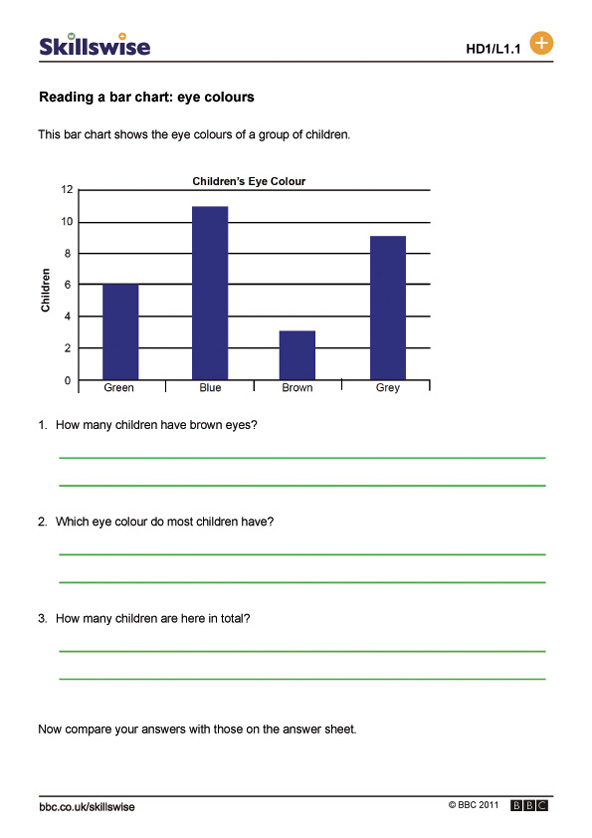 Skillswise
HD1/L1.1 +
Reading a bar chart: eye colours
This bar chart shows the eye colours of a group of children.
Children's Eye Colour
12
10
8
6
4
2
0
Children
Green Blue Brown Grey
1. How many children have brown eyes?
2. Which eye colour do most children have?
3. How many children are here in total?
Now compare your answers with those on the answer sheet.
bbc.co.uk/skillswise © BBC 2011 BBC